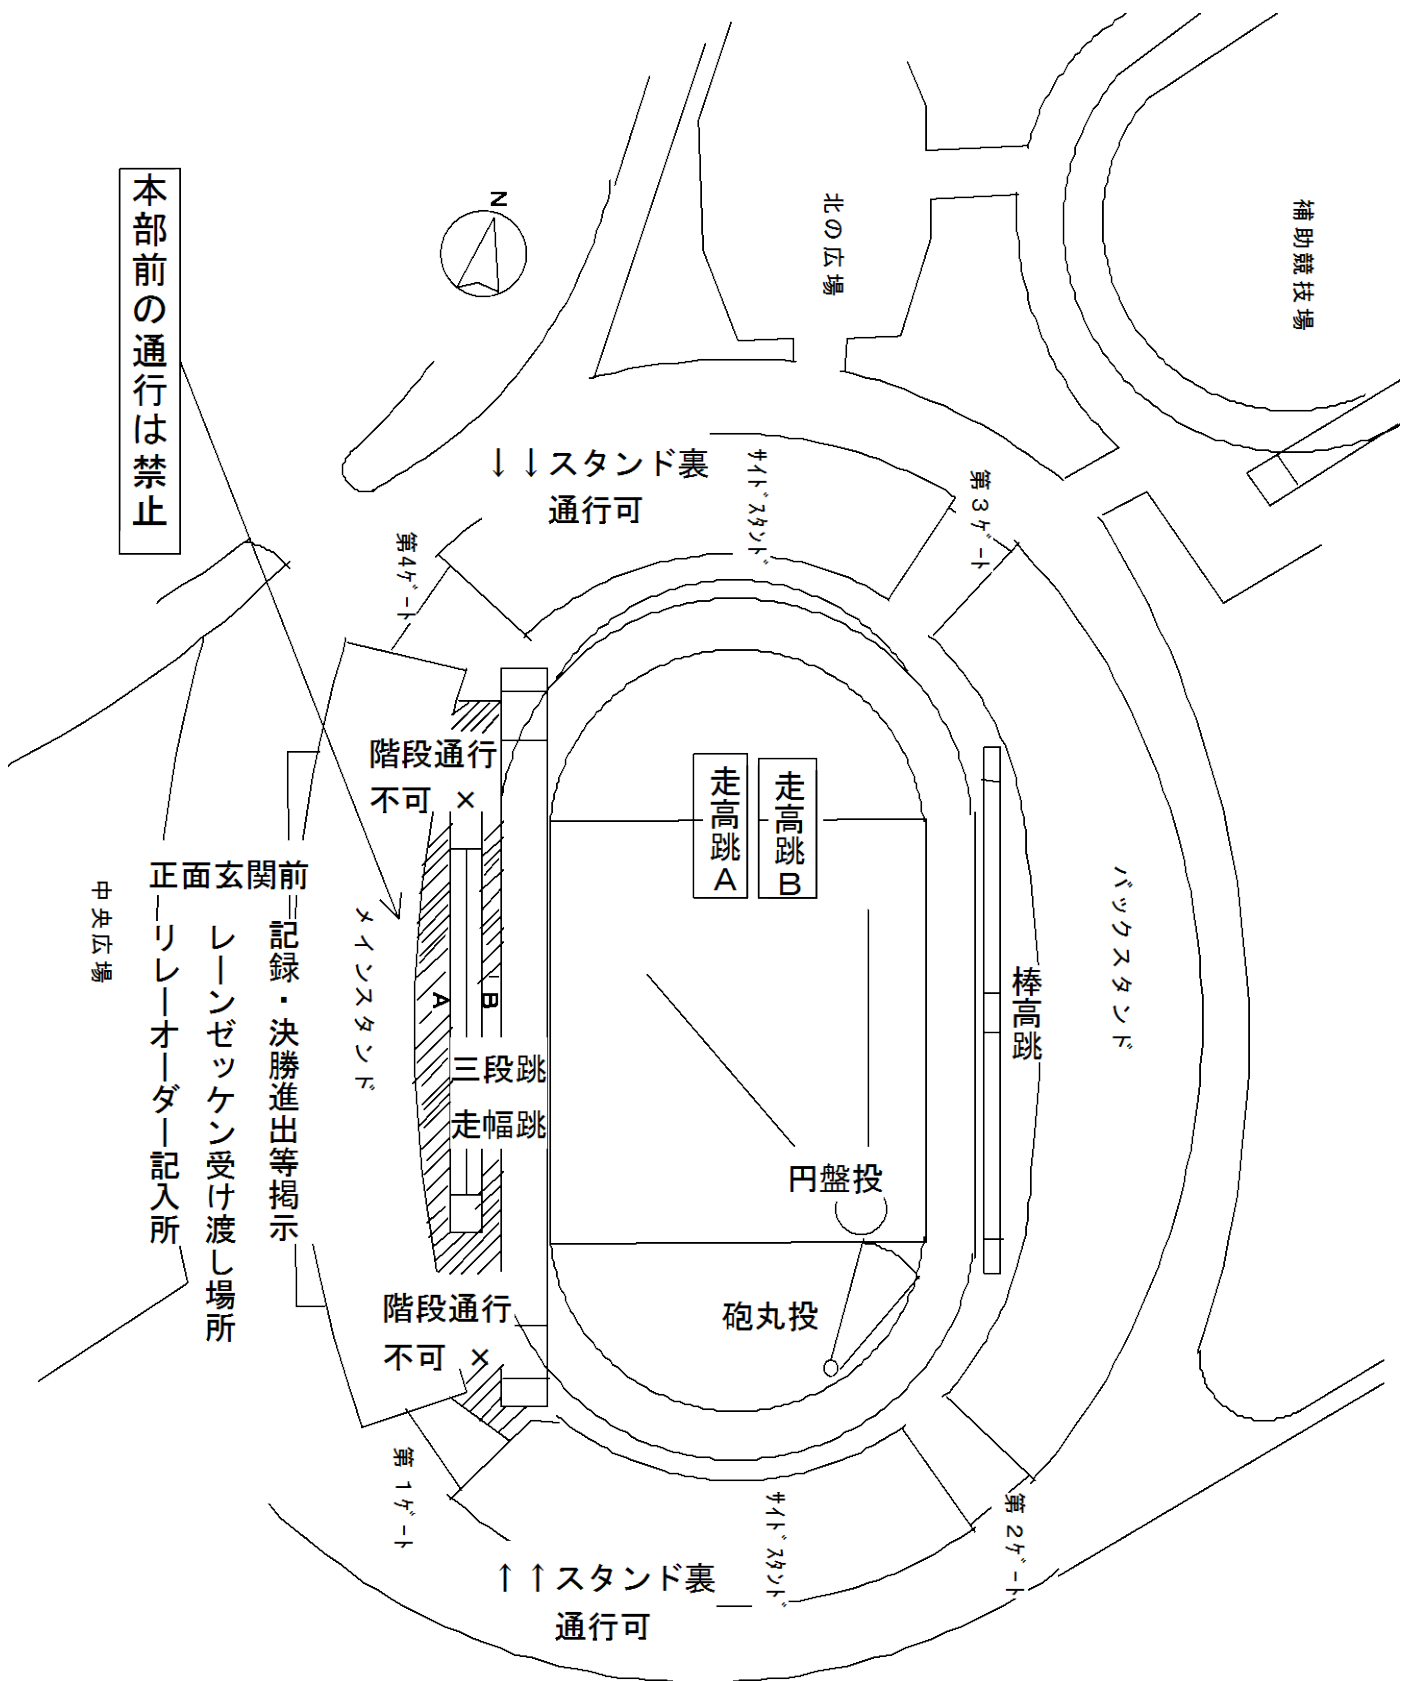 本部前の通行は禁止
N
北の広場
補助競技場
↓↓スタンド裏
通行可
サイドスタンド
第3ゲート
第4ゲート
階段通行
不可 ×
走高跳A
走高跳B
正面玄関前
記録・決勝進出等掲示
レーンゼッケン受け渡し場所
リレーオーダー記入所
中央広場
メインスタンド
A
B
三段跳
走幅跳
棒高跳
バックスタンド
円盤投
砲丸投
階段通行
不可 ×
第1ゲート
サイドスタンド
第2ゲート
↑↑スタンド裏
通行可